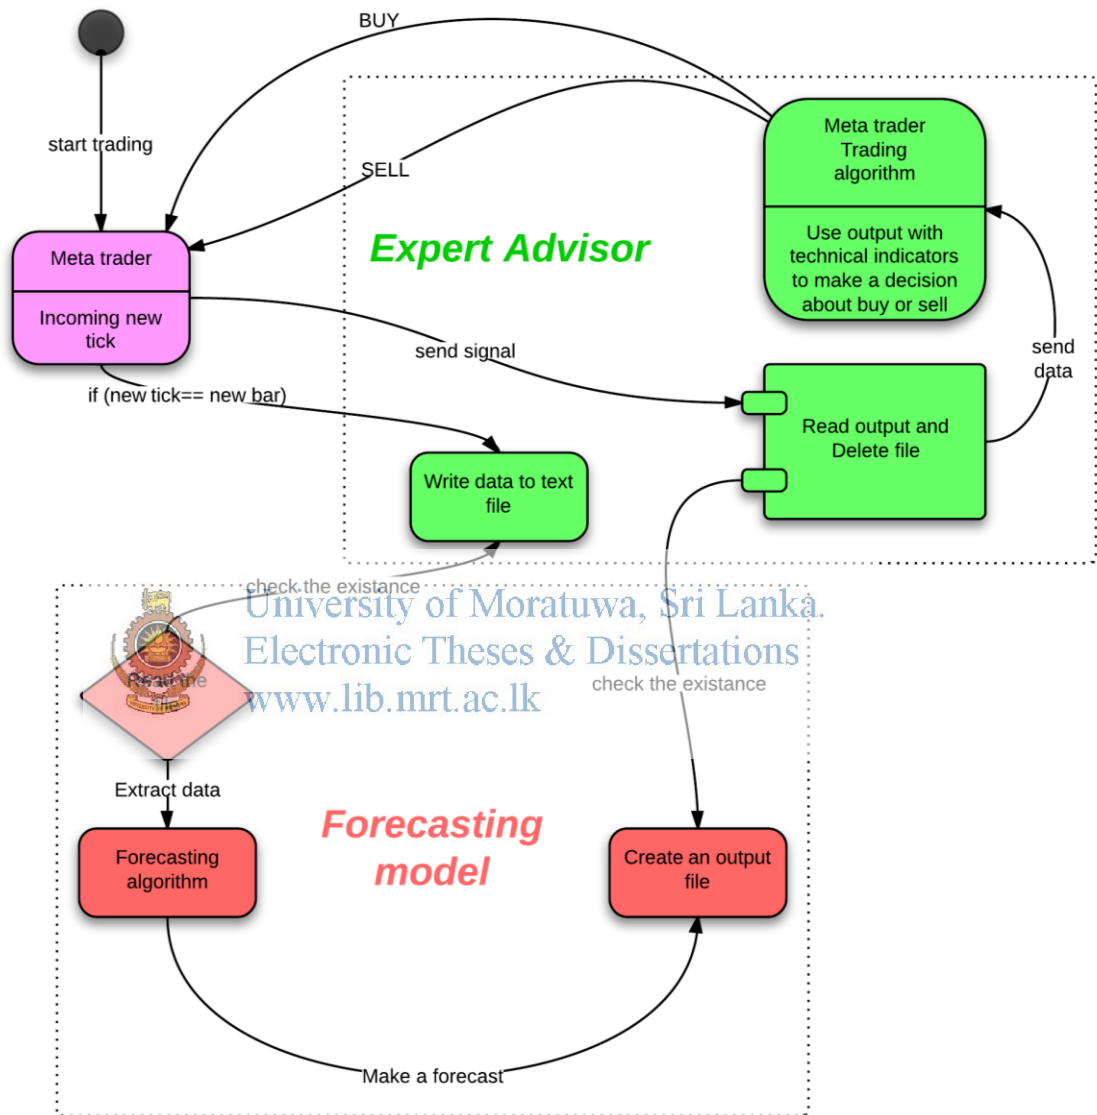 BUY
start trading
SELL
Meta trader
Trading
algorithm
Use output with
technical indicators
to make a decision
about buy or sell
Expert Advisor
Meta trader
Incoming new
tick
send signal
send
data
if (new tick== new bar)
Read output and
Delete file
Write data to text
file
check the existance
University of Moratuwa, Sri Lanka.
Electronic Theses & Dissertations
www.lib.mrt.ac.lk
Read the
file
check the existance
Extract data
Forecasting
model
Forecasting
algorithm
Create an output
file
Make a forecast